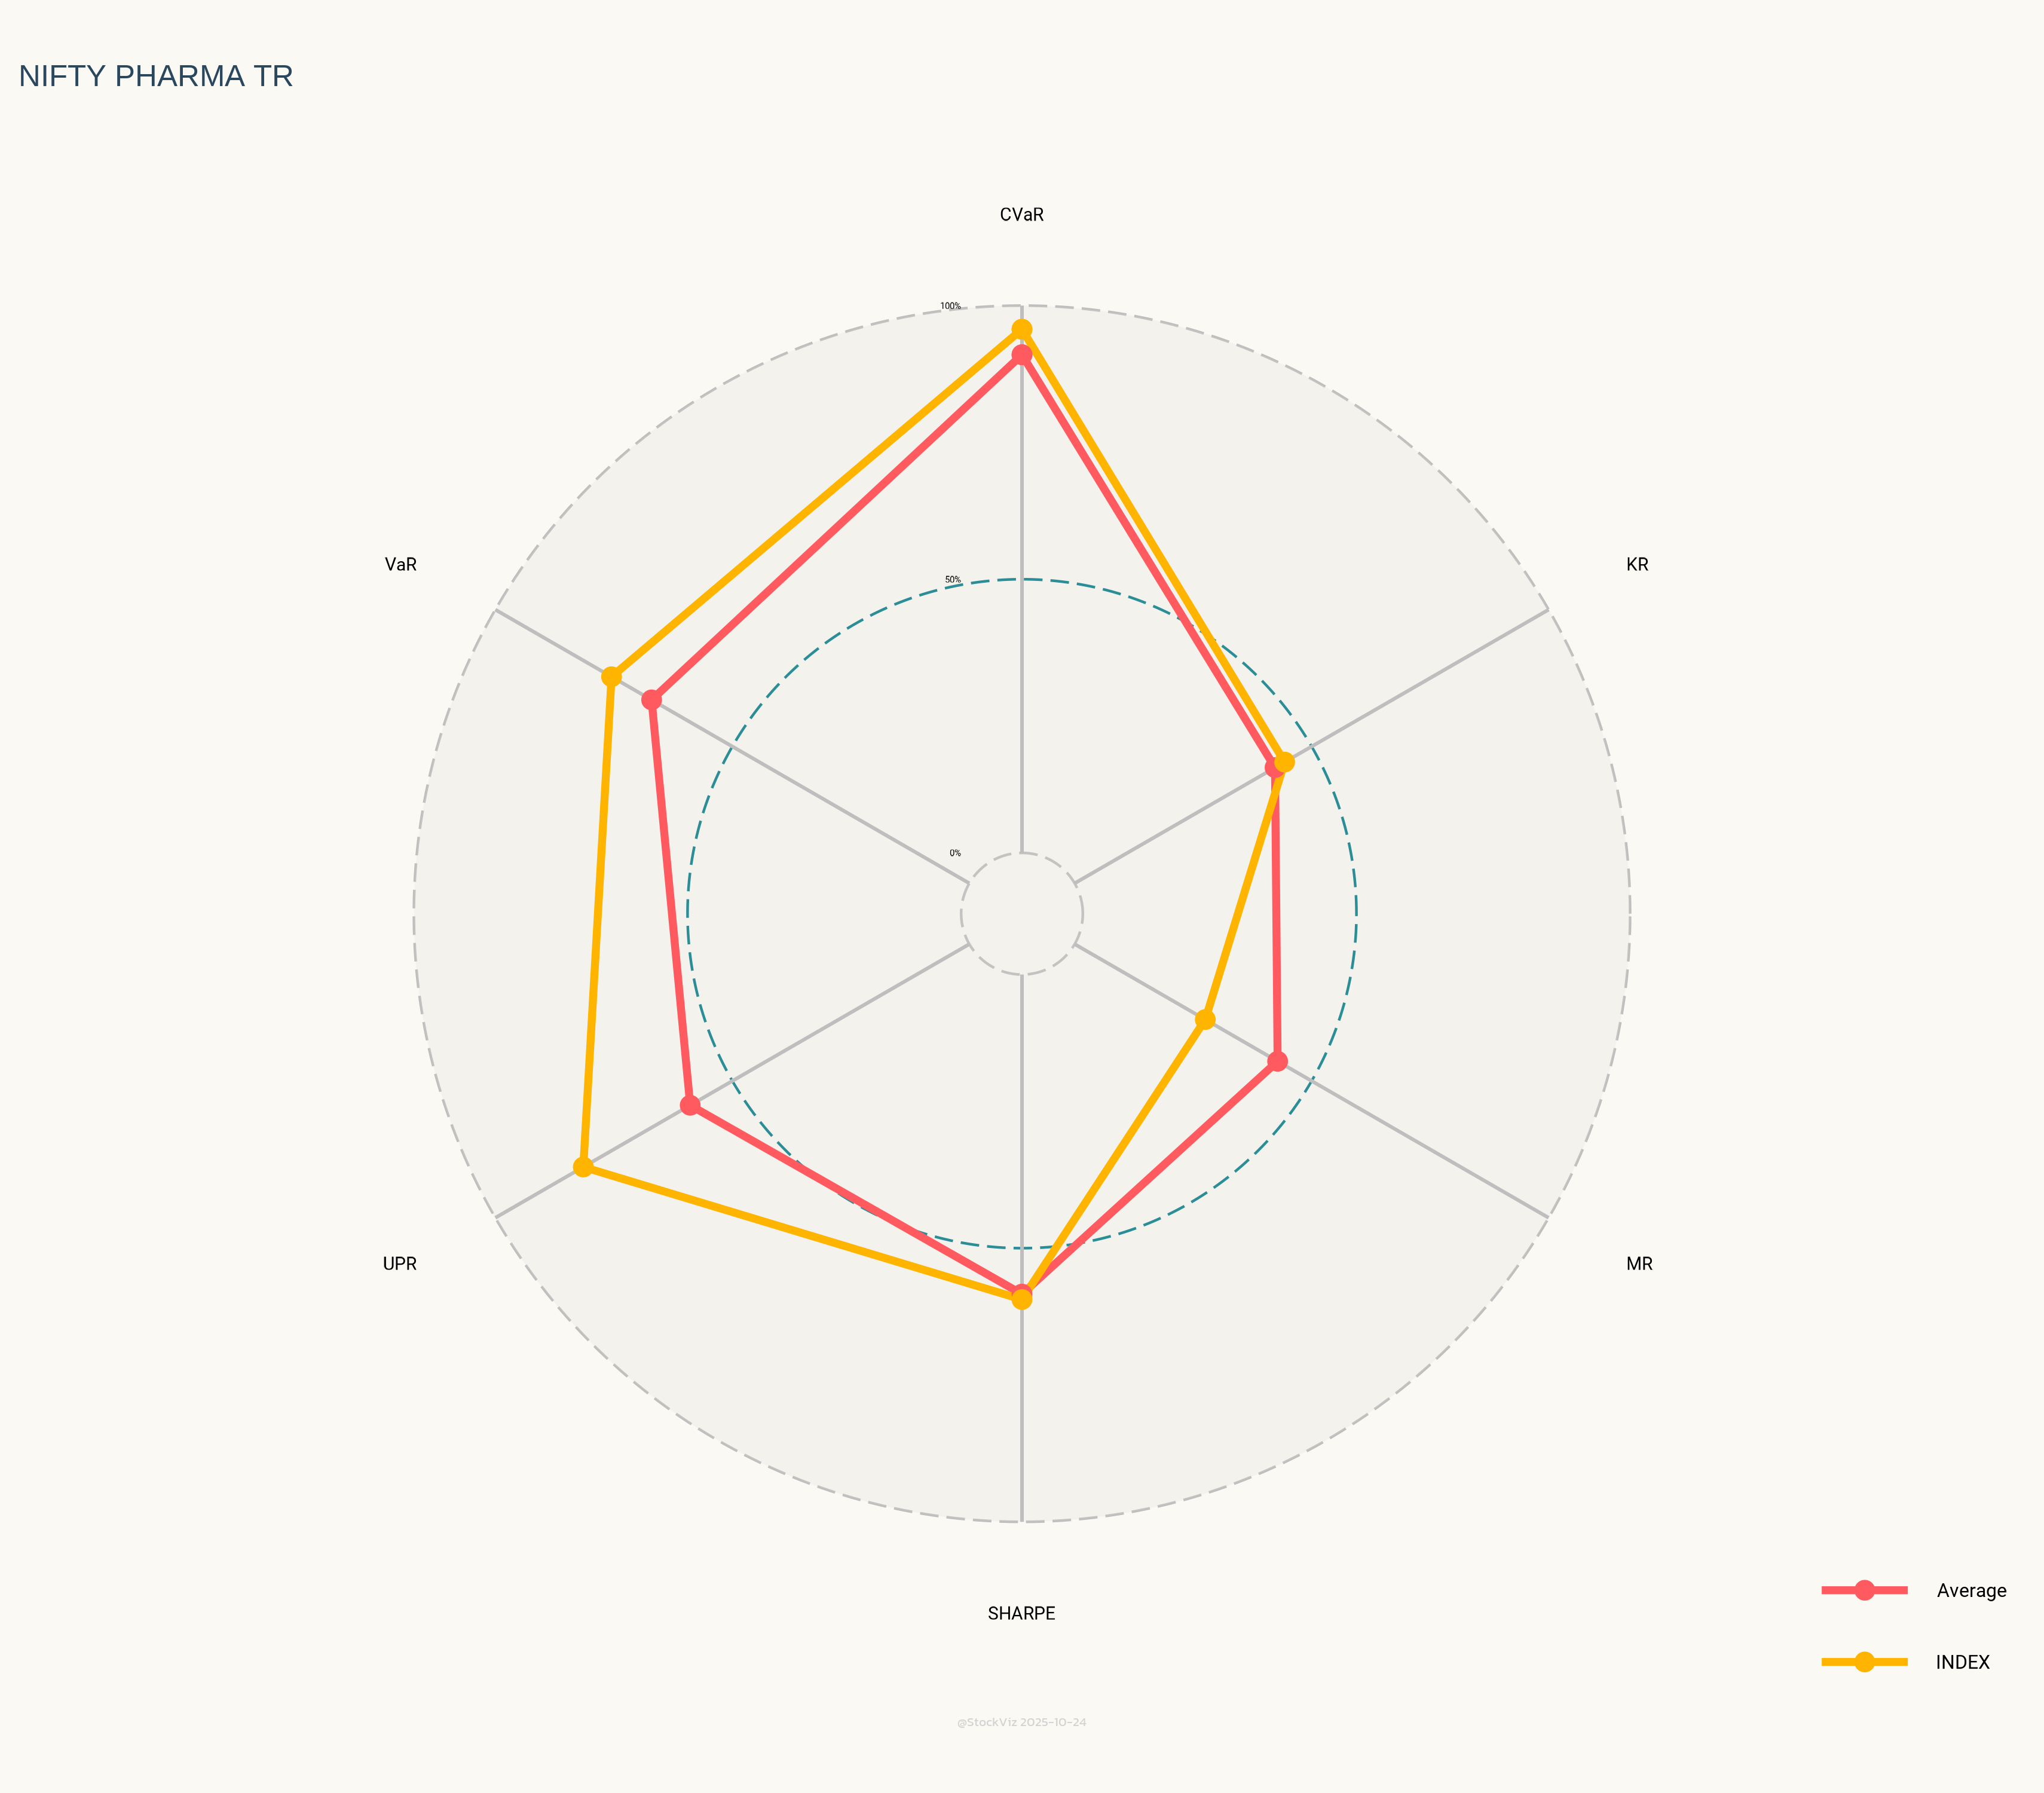 NIFTY PHARMA TR
CVaR
100%
VaR
50%
KR
0%
UPR
MR
SHARPE
Average
INDEX
@StockViz 2025-10-24